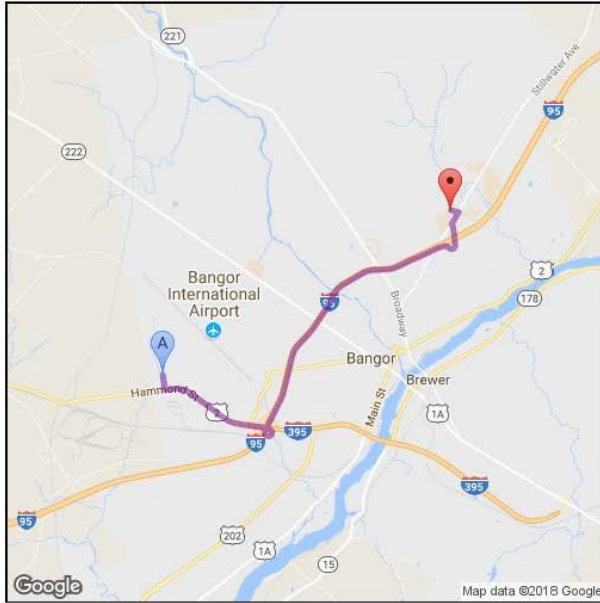 221
Stillwater Ave
95
222
2
Bangor
International
Airport
95
178
Broadway
A
Bangor
Hammond St
Brewer
2
Main St
1A
95
395
395
95
202
1A
15
Google
Map data ©2018 Google